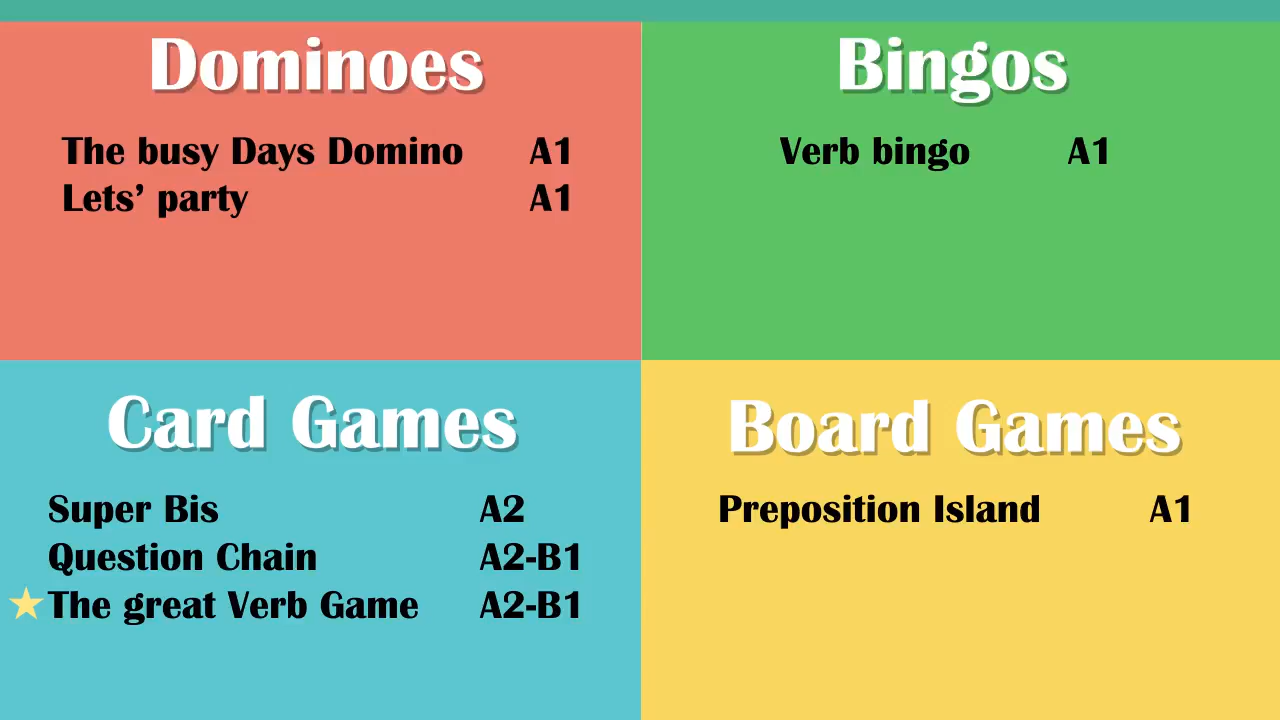 Dominoes
The busy Days Domino A1
Lets’ party A1
Bingos
Verb bingo A1
Card Games
Super Bis A2
Question Chain A2-B1
The great Verb Game A2-B1
Board Games
Preposition Island A1